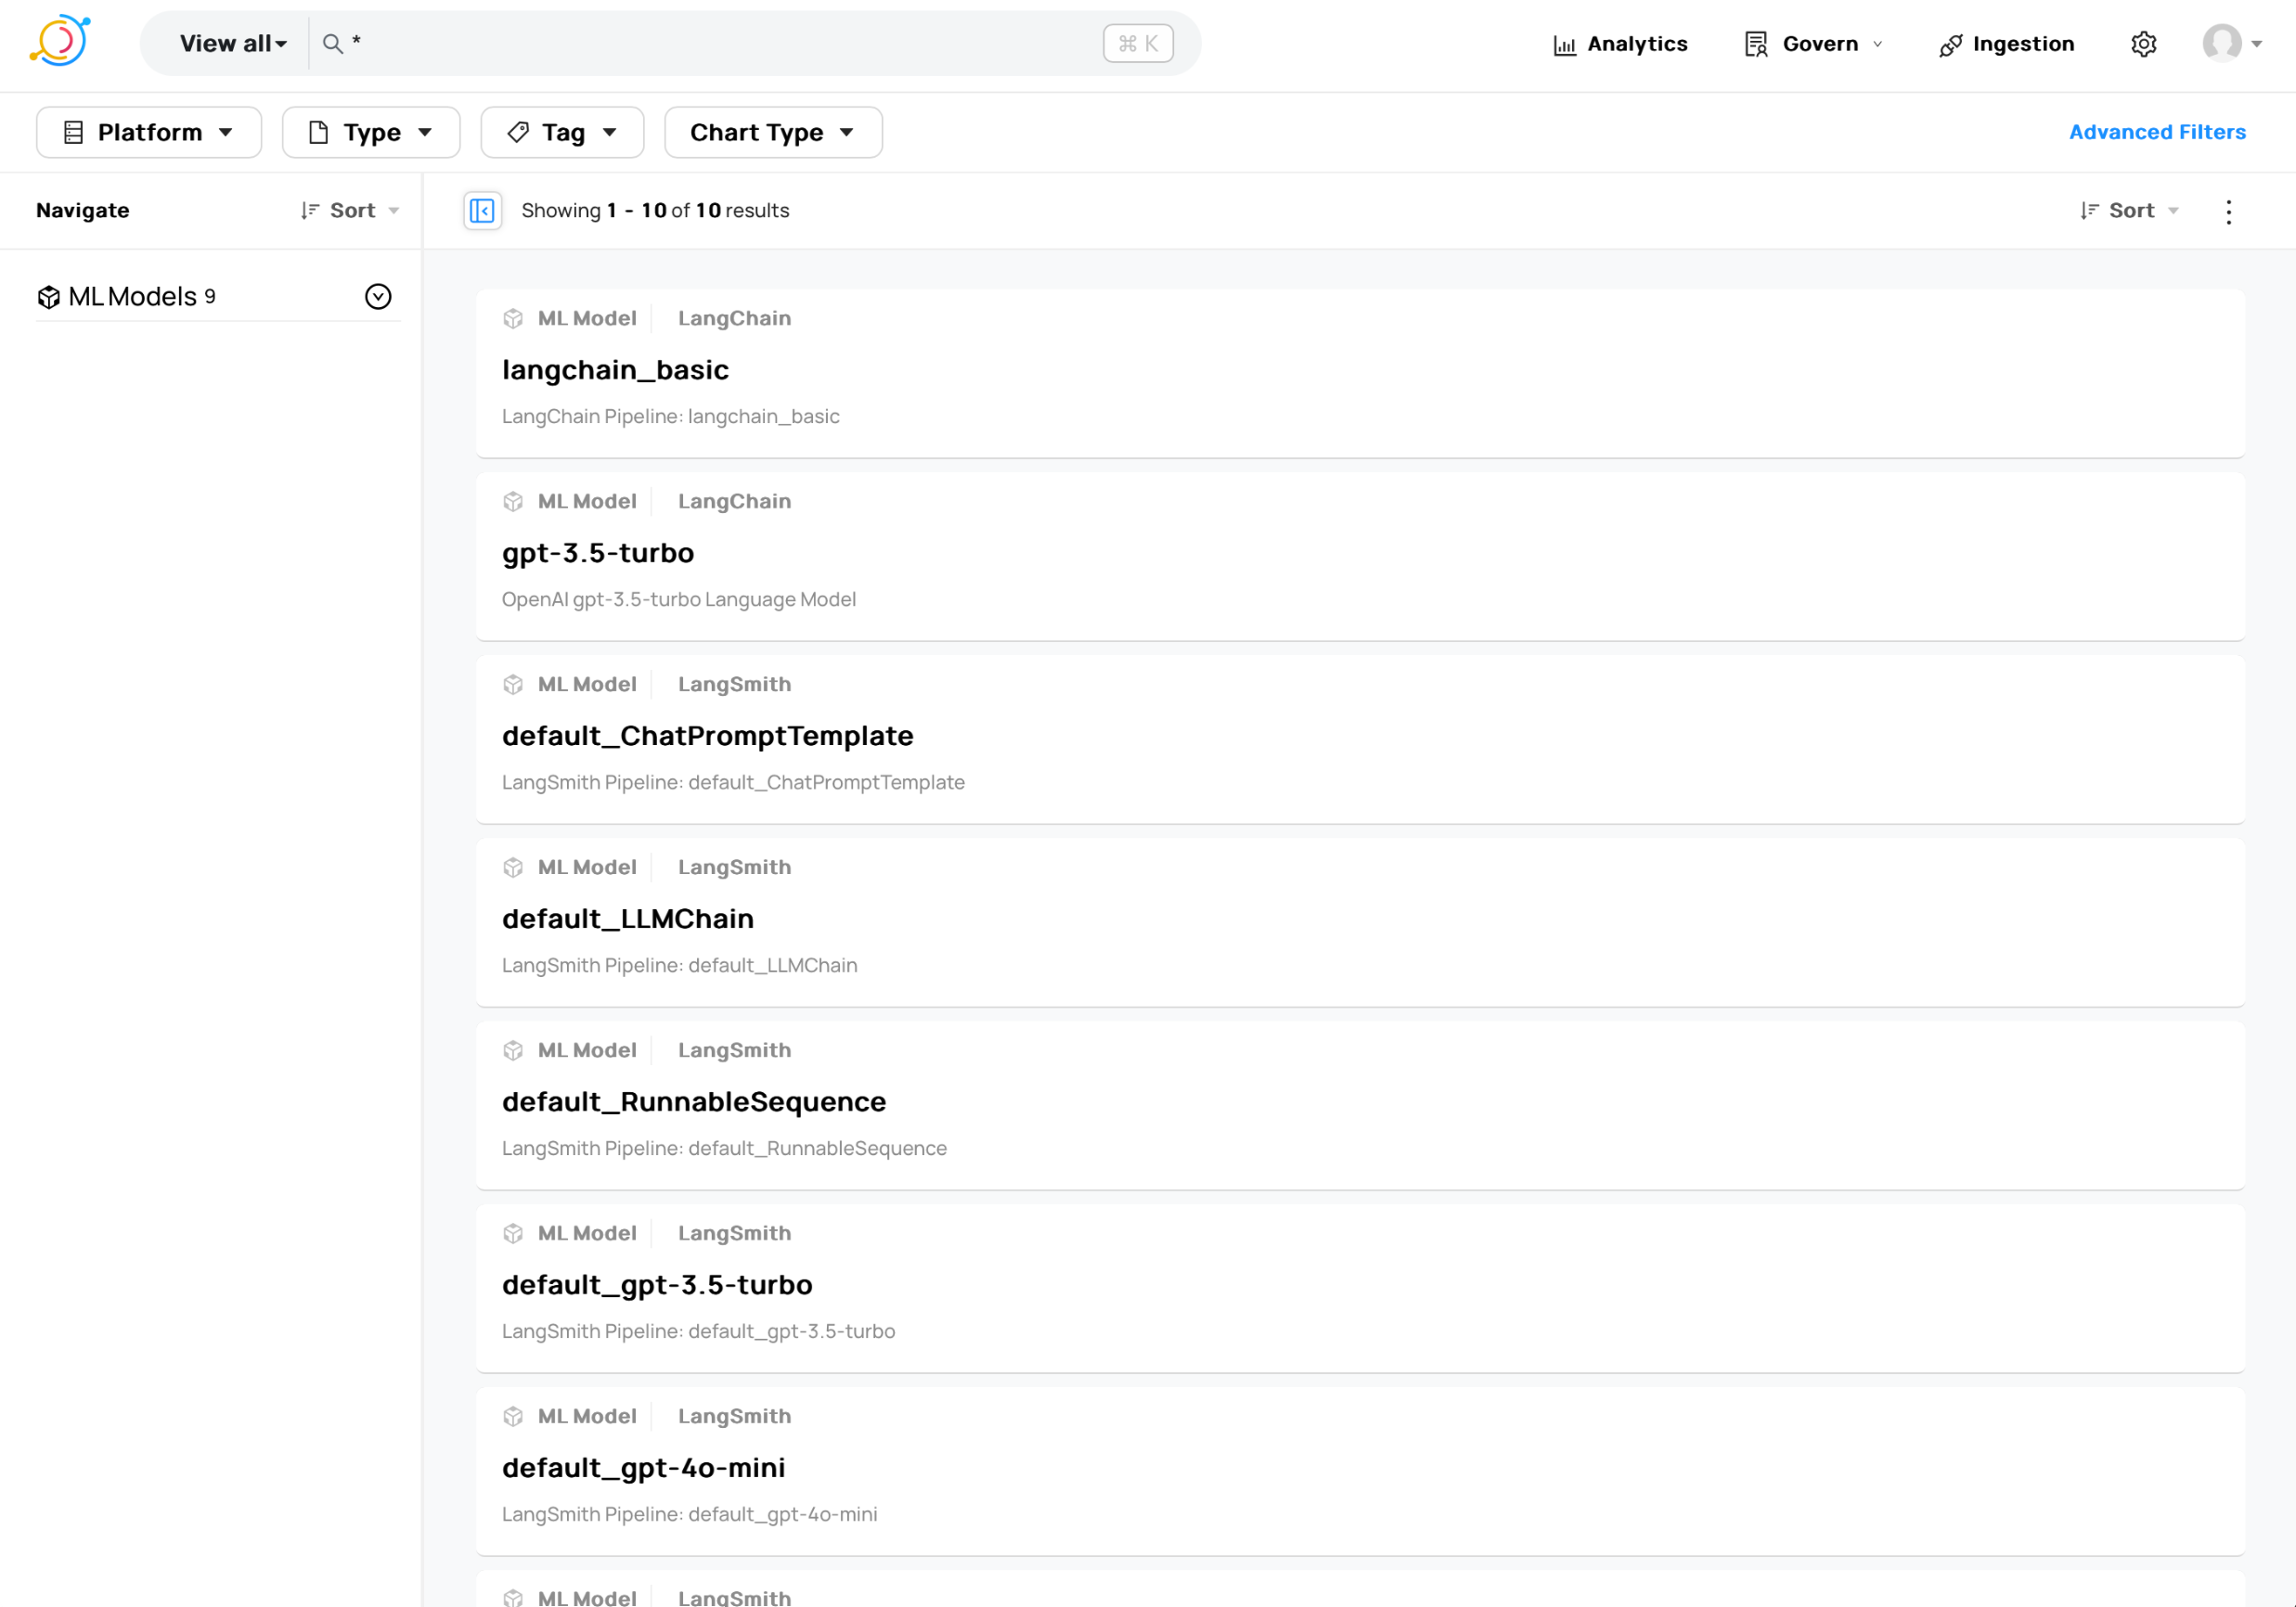 View all * ⌘ K Analytics Govern Ingestion
Platform Type Tag Chart Type Advanced Filters
Navigate Sort Showing 1 - 10 of 10 results Sort
ML Models 9
ML Model LangChain
langchain_basic
LangChain Pipeline: langchain_basic
ML Model LangChain
gpt-3.5-turbo
OpenAI gpt-3.5-turbo Language Model
ML Model LangSmith
default_ChatPromptTemplate
LangSmith Pipeline: default_ChatPromptTemplate
ML Model LangSmith
default_LLMChain
LangSmith Pipeline: default_LLMChain
ML Model LangSmith
default_RunnableSequence
LangSmith Pipeline: default_RunnableSequence
ML Model LangSmith
default_gpt-3.5-turbo
LangSmith Pipeline: default_gpt-3.5-turbo
ML Model LangSmith
default_gpt-4o-mini
LangSmith Pipeline: default_gpt-4o-mini
ML Model LangSmith